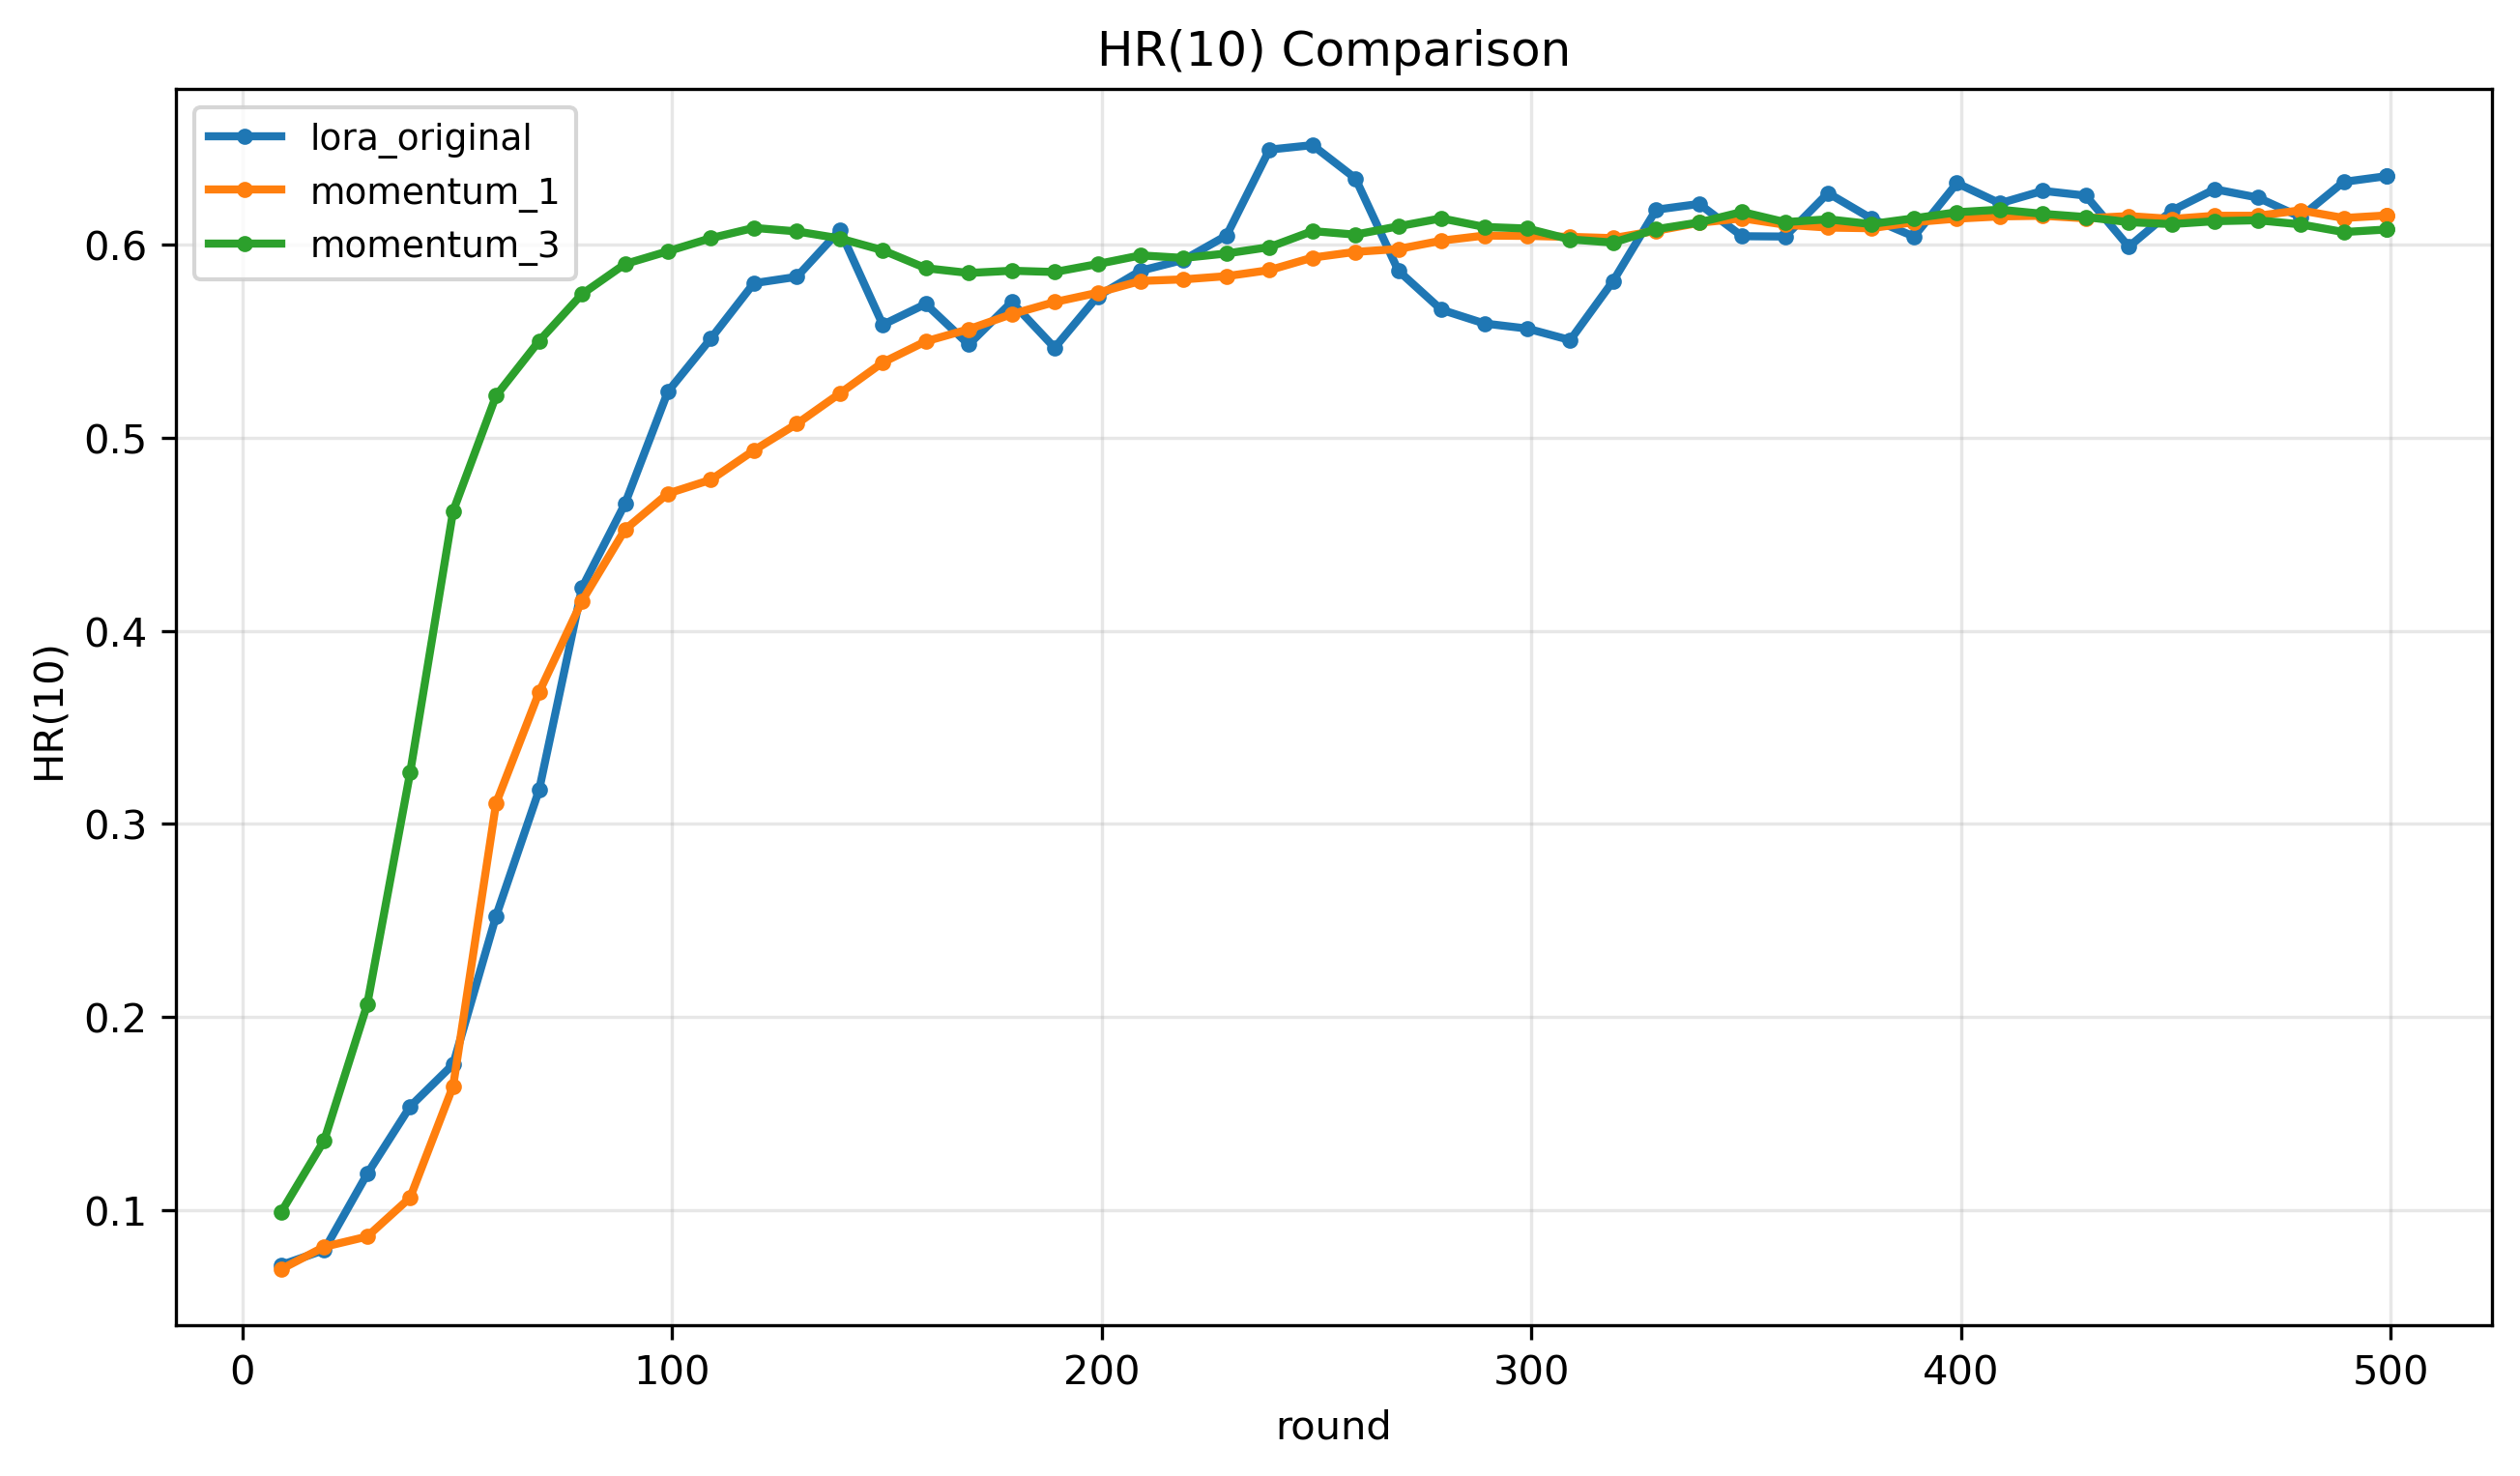 HR(10) Comparison
lora_original
momentum_1
momentum_3
HR(10)
0.6
0.5
0.4
0.3
0.2
0.1
0 100 200 300 400 500
round